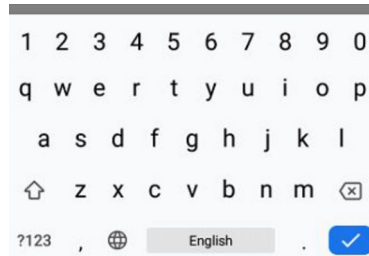 1 2 3 4 5 6 7 8 9 0
q w e r t y u i o p
a s d f g h j k l
z x c v b n m
?123 , English .